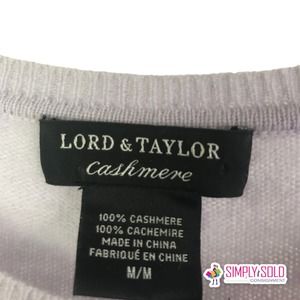 LORD & TAYLOR
cashmere
100% CASHMERE
100% CACHEMIRE
MADE IN CHINA
FABRIQUÉ EN CHINE
M/M
SIMPLY SOLD
CONSIGNMENT